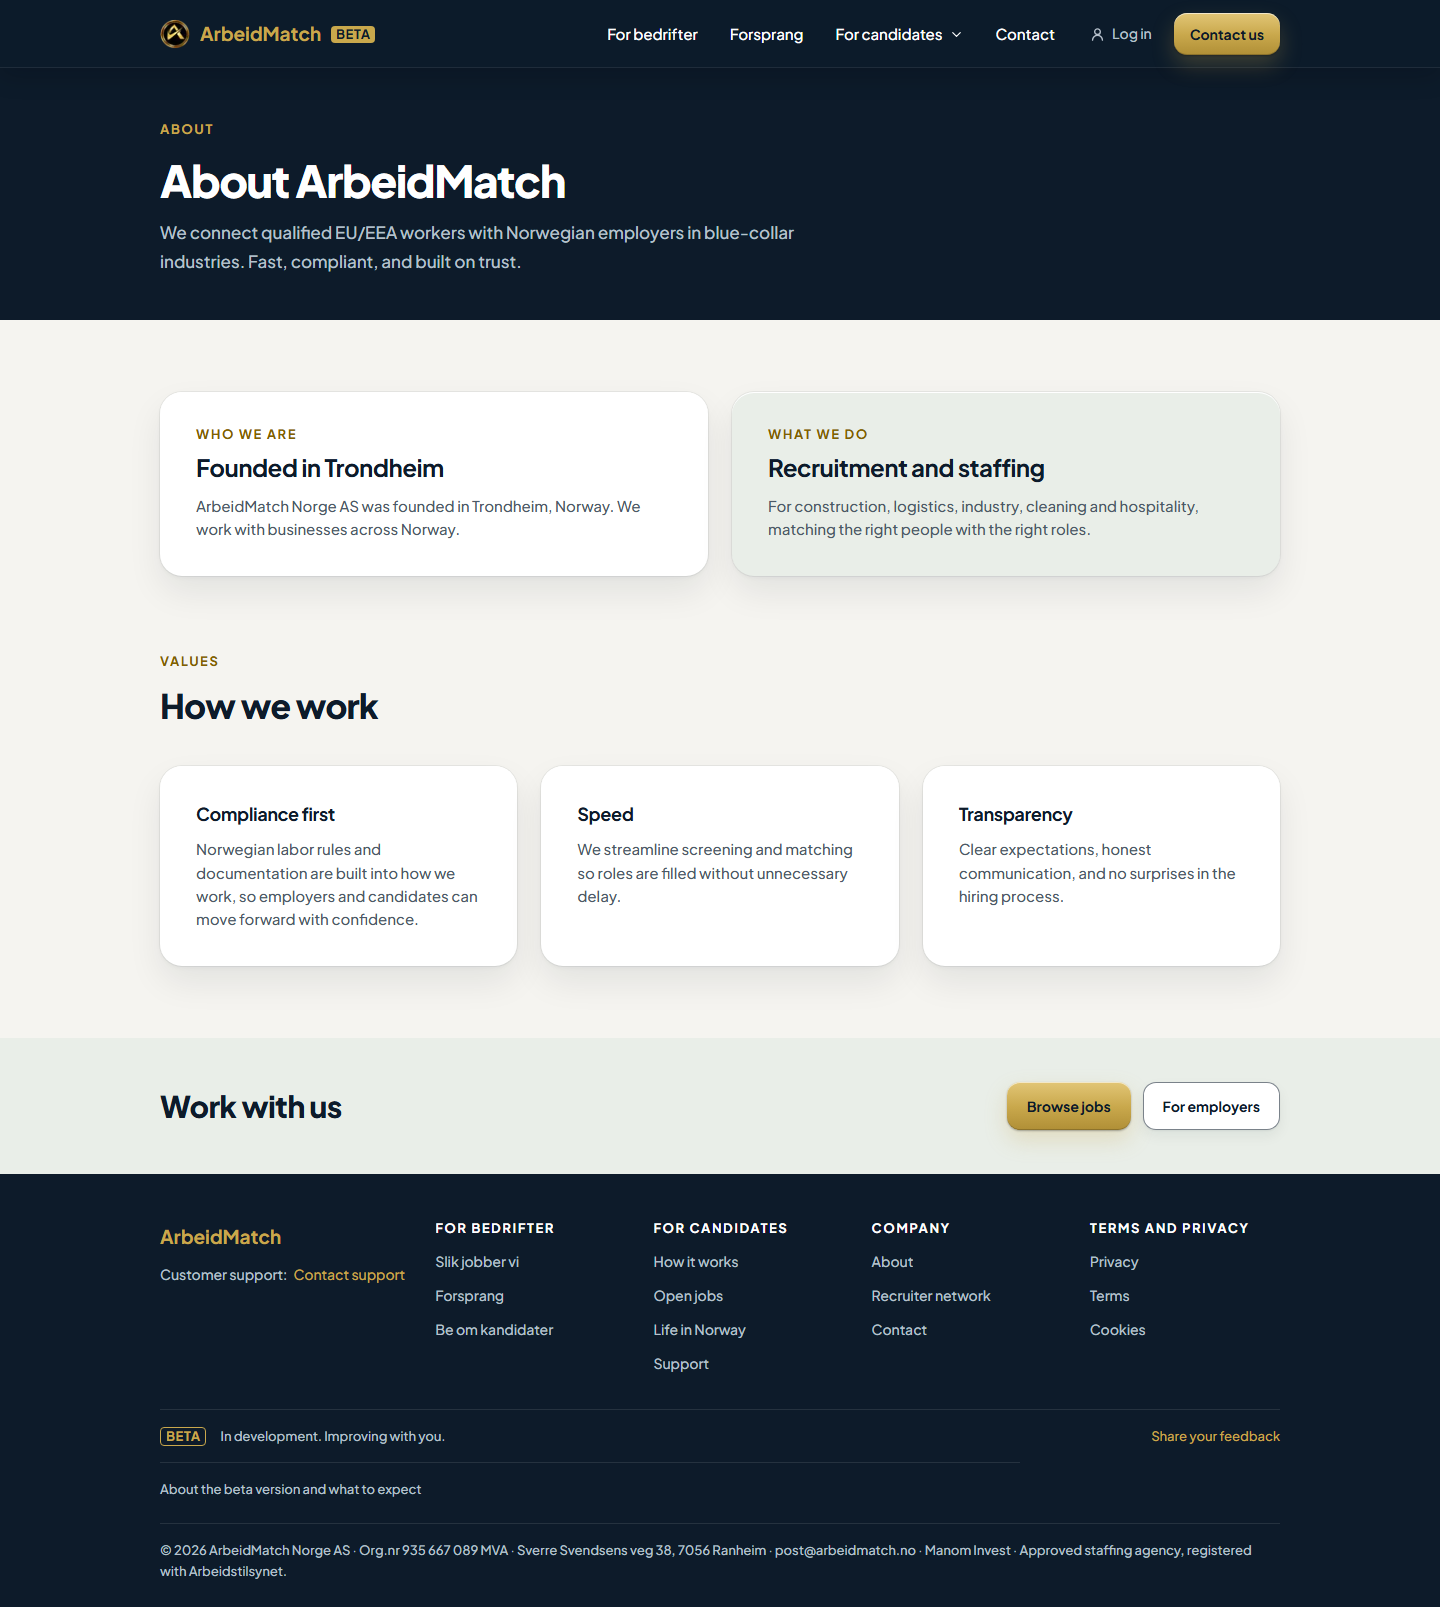 ArbeidMatch BETA
For bedrifter
Forsprang
For candidates
Contact
Log in
Contact us
ABOUT
About ArbeidMatch
We connect qualified EU/EEA workers with Norwegian employers in blue-collar
industries. Fast, compliant, and built on trust.
WHO WE ARE
Founded in Trondheim
ArbeidMatch Norge AS was founded in Trondheim, Norway. We
work with businesses across Norway.
WHAT WE DO
Recruitment and staffing
For construction, logistics, industry, cleaning and hospitality,
matching the right people with the right roles.
VALUES
How we work
Compliance first
Norwegian labor rules and
documentation are built into how we
work, so employers and candidates can
move forward with confidence.
Speed
We streamline screening and matching
so roles are filled without unnecessary
delay.
Transparency
Clear expectations, honest
communication, and no surprises in the
hiring process.
Work with us
Browse jobs
For employers
ArbeidMatch
Customer support: Contact support
FOR BEDRIFTER
Slik jobber vi
Forsprang
Be om kandidater
FOR CANDIDATES
How it works
Open jobs
Life in Norway
Support
COMPANY
About
Recruiter network
Contact
TERMS AND PRIVACY
Privacy
Terms
Cookies
BETA In development. Improving with you.
Share your feedback
About the beta version and what to expect
© 2026 ArbeidMatch Norge AS · Org.nr 935 667 089 MVA · Sverre Svendsens veg 38, 7056 Ranheim · post@arbeidmatch.no · Manom Invest · Approved staffing agency, registered
with Arbeidstilsynet.